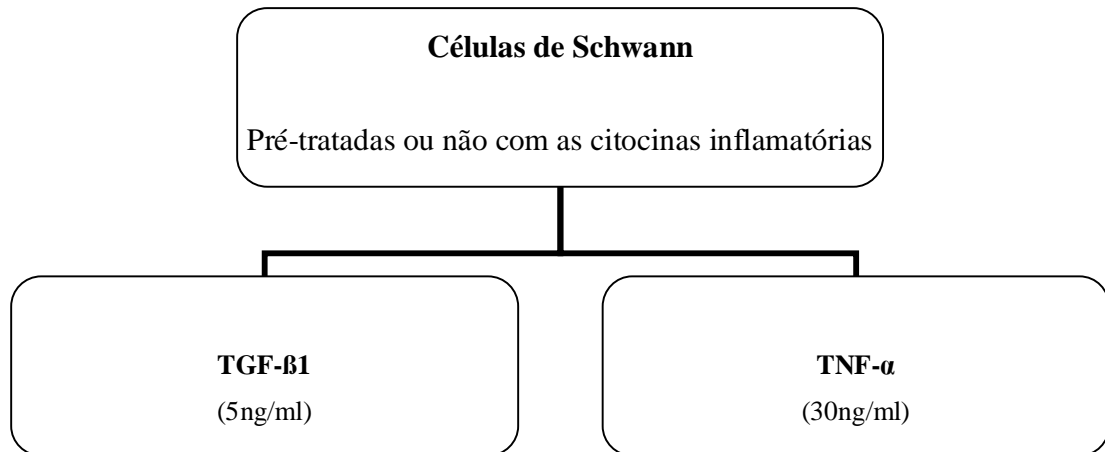 Células de Schwann
Pré-tratadas ou não com as citocinas inflamatórias
TGF-ß1
(5ng/ml)
TNF-α
(30ng/ml)